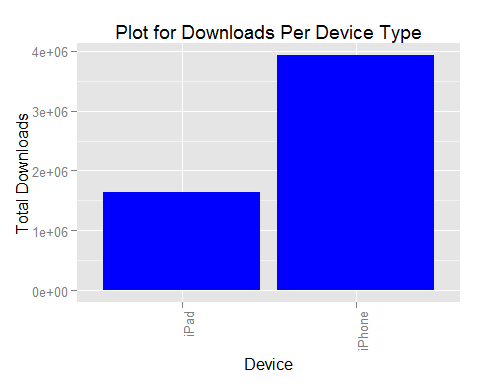 Plot for Downloads Per Device Type
Total Downloads
4e+06
3e+06
2e+06
1e+06
0e+00
iPad
iPhone
Device